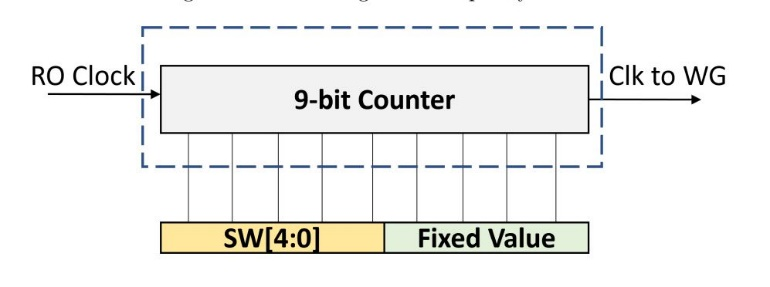 RO Clock
9-bit Counter
Clk to WG
SW[4:0]
Fixed Value